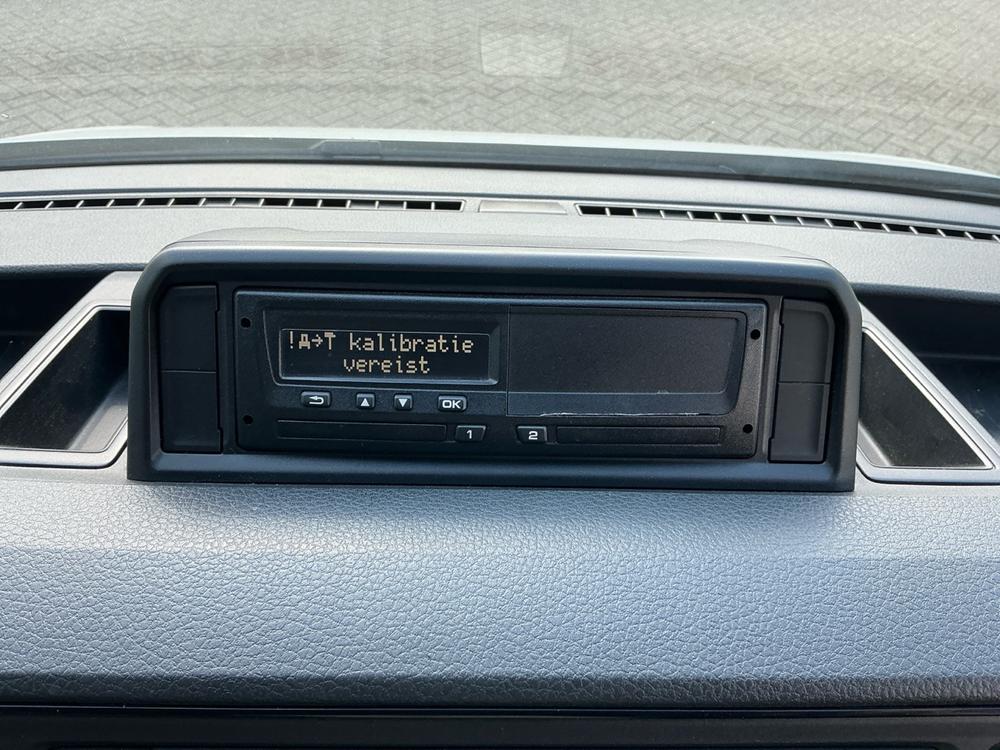 !Д→T kalibratie
vereist
OK
1 2